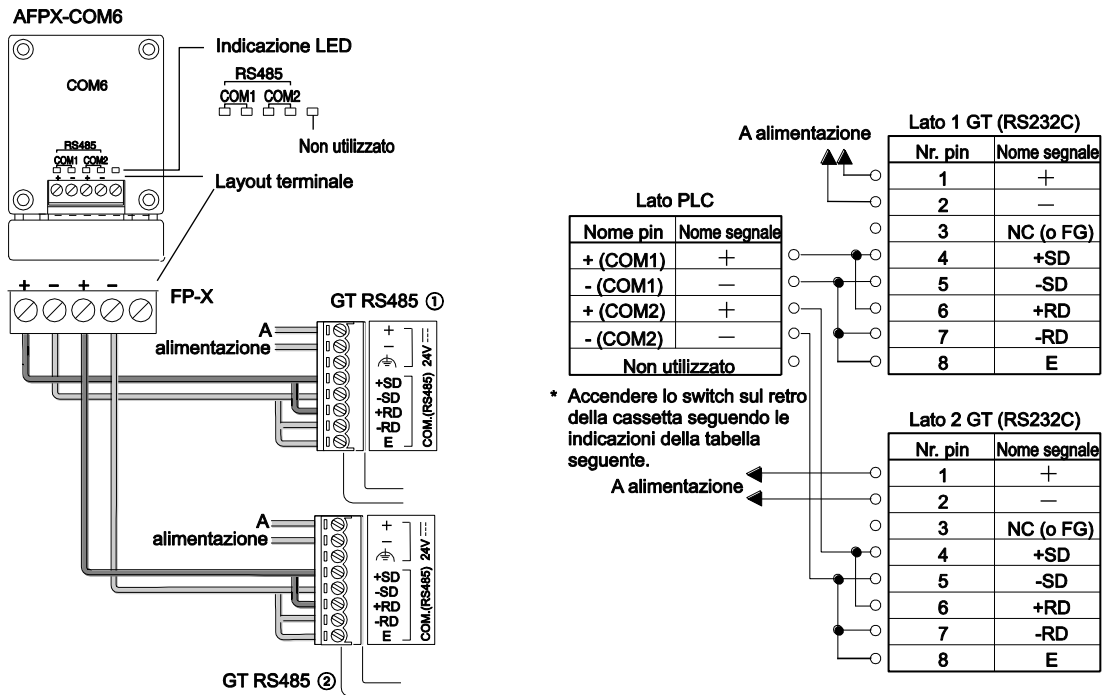 AFPX-COM6
COM6
RS485
COM1 COM2
+ - + -
Indicazione LED
RS485
COM1 COM2
Non utilizzato
Layout terminale
+ - + -
FP-X
GT RS485 ①
A
alimentazione
+
-
24V
+SD
-SD
+RD
-RD
E
COM.(RS485)
A
alimentazione
+
-
24V
+SD
-SD
+RD
-RD
E
COM.(RS485)
GT RS485 ②
Lato PLC
Nome pin Nome segnale
+ (COM1) +
- (COM1) -
+ (COM2) +
- (COM2) -
Non utilizzato
* Accendere lo switch sul retro
della cassetta seguendo le
indicazioni della tabella
seguente.
A alimentazione
Lato 1 GT (RS232C)
Nr. pin Nome segnale
1 +
2 -
3 NC (o FG)
4 +SD
5 -SD
6 +RD
7 -RD
8 E
A alimentazione
Lato 2 GT (RS232C)
Nr. pin Nome segnale
1 +
2 -
3 NC (o FG)
4 +SD
5 -SD
6 +RD
7 -RD
8 E